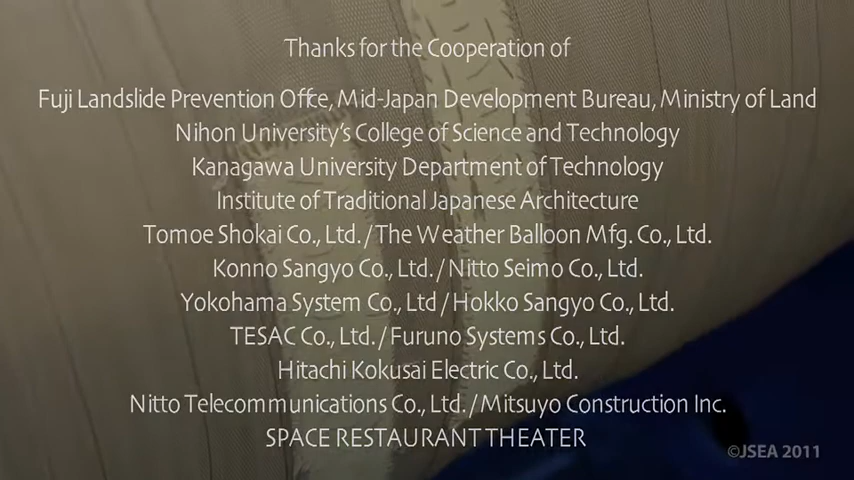 Thanks for the Cooperation of
Fuji Landslide Prevention Office, Mid-Japan Development Bureau, Ministry of Land
Nihon University's College of Science and Technology
Kanagawa University Department of Technology
Institute of Traditional Japanese Architecture
Tomoe Shokai Co., Ltd. / The Weather Balloon Mfg. Co., Ltd.
Konno Sangyo Co., Ltd. / Nitto Seimo Co., Ltd.
Yokohama System Co., Ltd / Hokko Sangyo Co., Ltd.
TESAC Co., Ltd. / Furuno Systems Co., Ltd.
Hitachi Kokusai Electric Co., Ltd.
Nitto Telecommunications Co., Ltd. / Mitsuyo Construction Inc.
SPACE RESTAURANT THEATER
©JSEA 2011